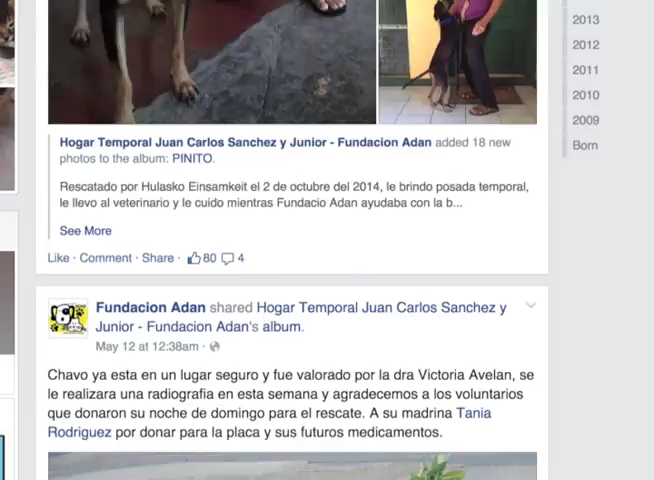 2013
2012
2011
2010
2009
Born
Hogar Temporal Juan Carlos Sanchez y Junior - Fundacion Adan added 18 new
photos to the album: PINITO.
Rescatado por Hulasko Einsamkeit el 2 de octubre del 2014, le brindo posada temporal,
le llevo al veterinario y le cuido mientras Fundacio Adan ayudaba con la b...
See More
Like · Comment · Share · 80 4
Fundacion Adan shared Hogar Temporal Juan Carlos Sanchez y
Junior - Fundacion Adan's album.
May 12 at 12:38am ·
Chavo ya esta en un lugar seguro y fue valorado por la dra Victoria Avelan, se
le realizara una radiografia en esta semana y agradecemos a los voluntarios
que donaron su noche de domingo para el rescate. A su madrina Tania
Rodriguez por donar para la placa y sus futuros medicamentos.